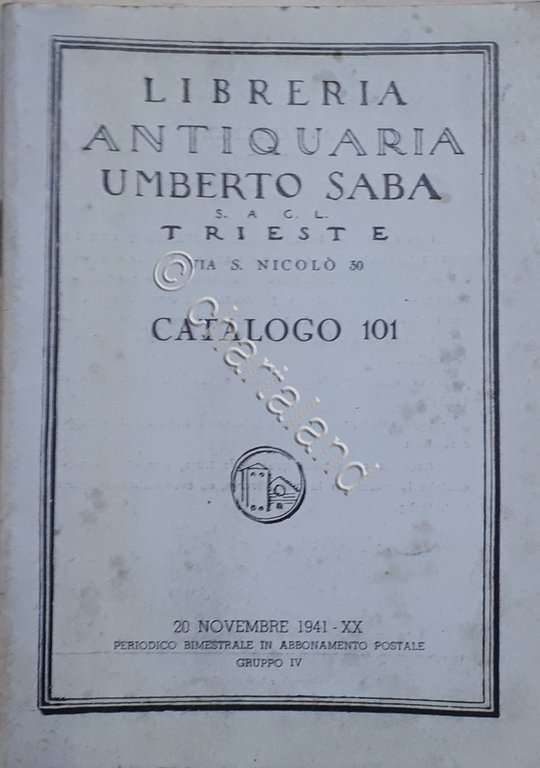 LIBRERIA
ANTIQUARIA
UMBERTO SABA
S. A G. L.
TRIESTE
VIA S. NICOLÒ 30
CATALOGO 101
© chartaland
20 NOVEMBRE 1941 - XX
PERIODICO BIMESTRALE IN ABBONAMENTO POSTALE
GRUPPO IV